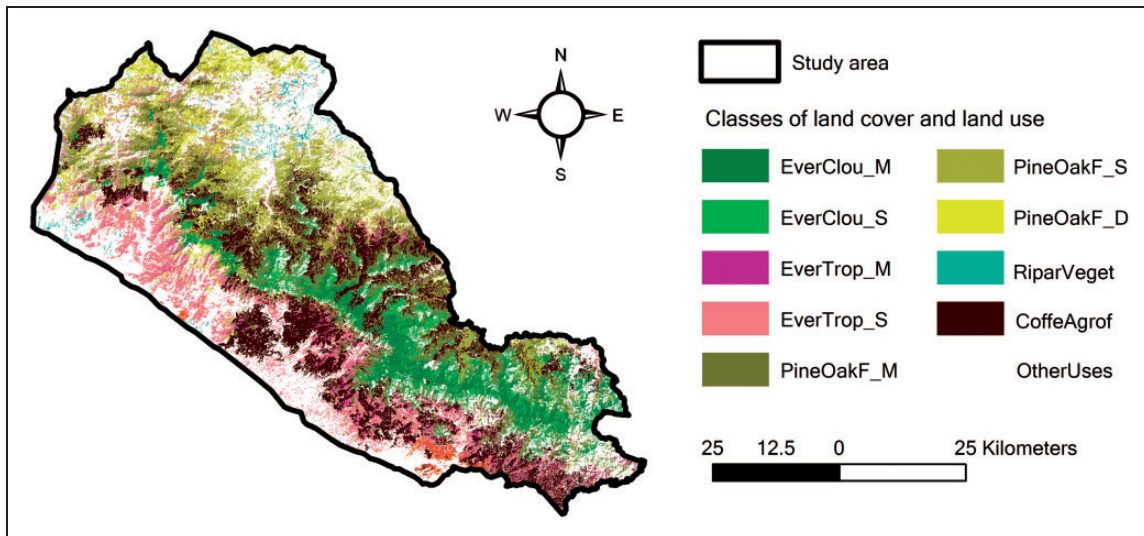 N
W E
S
Study area
Classes of land cover and land use
EverClou_M
EverClou_S
EverTrop_M
EverTrop_S
PineOakF_M
PineOakF_S
PineOakF_D
RiparVeget
CoffeAgrof
OtherUses
25 12.5 0 25 Kilometers